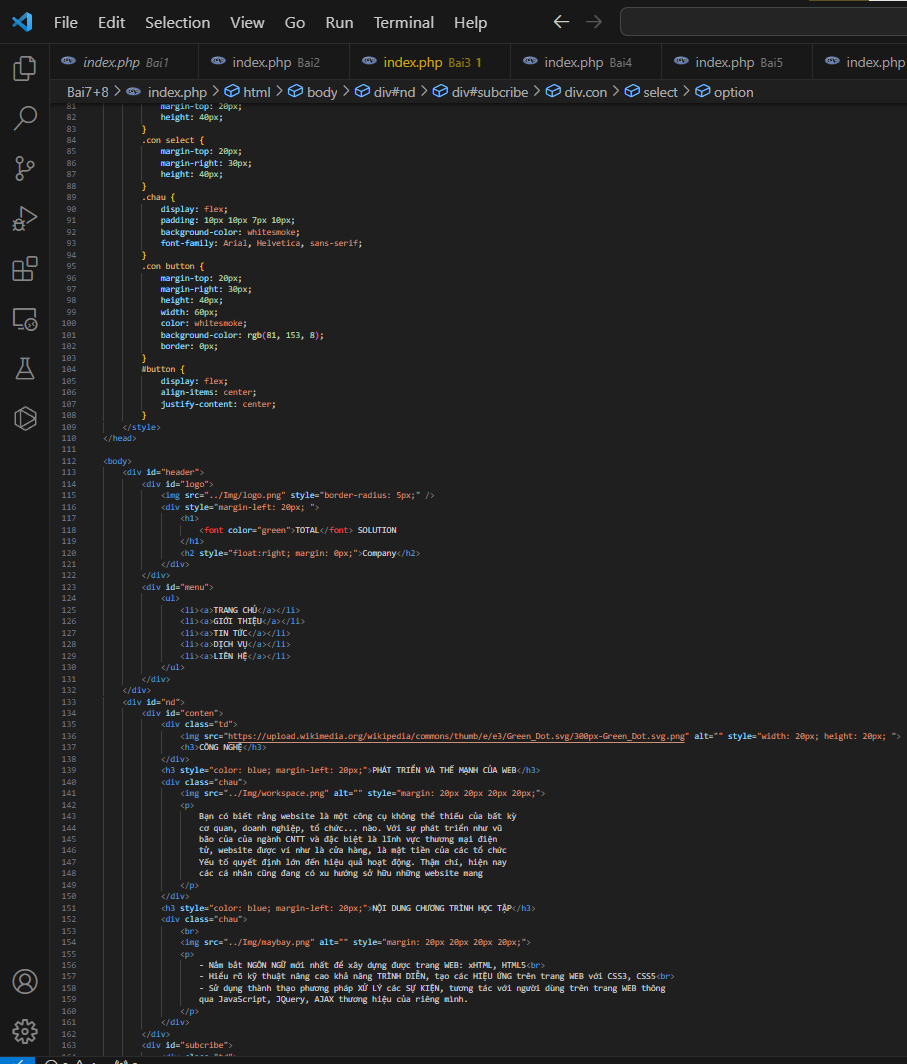 File Edit Selection View Go Run Terminal Help
index.php Bai1 index.php Bai2 index.php Bai3 1 index.php Bai4 index.php Bai5 index.php
Bai7+8 > index.php > html > body > div#nd > div#subcribe > div.con > select > option
81 margin-top: 20px;
82 height: 40px;
83 }
84 .con select {
85 margin-top: 20px;
86 margin-right: 30px;
87 height: 40px;
88 }
89 .chau {
90 display: flex;
91 padding: 10px 10px 7px 10px;
92 background-color: whitesmoke;
93 font-family: Arial, Helvetica, sans-serif;
94 }
95 .con button {
96 margin-top: 20px;
97 margin-right: 30px;
98 height: 40px;
99 width: 60px;
100 color: whitesmoke;
101 background-color: rgb(81, 153, 8);
102 border: 0px;
103 }
104 #button {
105 display: flex;
106 align-items: center;
107 justify-content: center;
108 }
109 </style>
110 </head>
111
112 <body>
113 <div id="header">
114 <div id="logo">
115 <img src="../Img/logo.png" style="border-radius: 5px;" />
116 <div style="margin-left: 20px; ">
117 <h1>
118 <font color="green">TOTAL</font> SOLUTION
119 </h1>
120 <h2 style="float:right; margin: 0px;">Company</h2>
121 </div>
122 </div>
123 <div id="menu">
124 <ul>
125 <li><a>TRANG CHỦ</a></li>
126 <li><a>GIỚI THIỆU</a></li>
127 <li><a>TIN TỨC</a></li>
128 <li><a>DỊCH VỤ</a></li>
129 <li><a>LIÊN HỆ</a></li>
130 </ul>
131 </div>
132 </div>
133 <div id="nd">
134 <div id="conten">
135 <div class="td">
136 <img src="https://upload.wikimedia.org/wikipedia/commons/thumb/e/e3/Green_Dot.svg/300px-Green_Dot.svg.png" alt="" style="width: 20px; height: 20px; ">
137 <h3>CÔNG NGHỆ</h3>
138 </div>
139 <h3 style="color: blue; margin-left: 20px;">PHÁT TRIỂN VÀ THẾ MẠNH CỦA WEB</h3>
140 <div class="chau">
141 <img src="../Img/workspace.png" alt="" style="margin: 20px 20px 20px 20px;">
142 <p>
143 Bạn có biết rằng website là một công cụ không thể thiếu của bất kỳ
144 cơ quan, doanh nghiệp, tổ chức... nào. Với sự phát triển như vũ
145 bão của của ngành CNTT và đặc biệt là lĩnh vực thương mại điện
146 tử, website được ví như là cửa hàng, là mặt tiền của các tổ chức
147 Yếu tố quyết định lớn đến hiệu quả hoạt động. Thậm chí, hiện nay
148 các cá nhân cũng đang có xu hướng sở hữu những website mang
149 </p>
150 </div>
151 <h3 style="color: blue; margin-left: 20px;">NỘI DUNG CHƯƠNG TRÌNH HỌC TẬP</h3>
152 <div class="chau">
153 <br>
154 <img src="../Img/maybay.png" alt="" style="margin: 20px 20px 20px 20px;">
155 <p>
156 - Nắm bắt NGÔN NGỮ mới nhất để xây dựng được trang WEB: xHTML, HTML5<br>
157 - Hiểu rõ kỹ thuật nâng cao khả năng TRÌNH DIỄN, tạo các HIỆU ỨNG trên trang WEB với CSS3, CSS5<br>
158 - Sử dụng thành thạo phương pháp XỬ LÝ các SỰ KIỆN, tương tác với người dùng trên trang WEB thông
159 qua JavaScript, JQuery, AJAX thương hiệu của riêng mình.
160 </p>
161 </div>
162 </div>
163 <div id="subcribe">